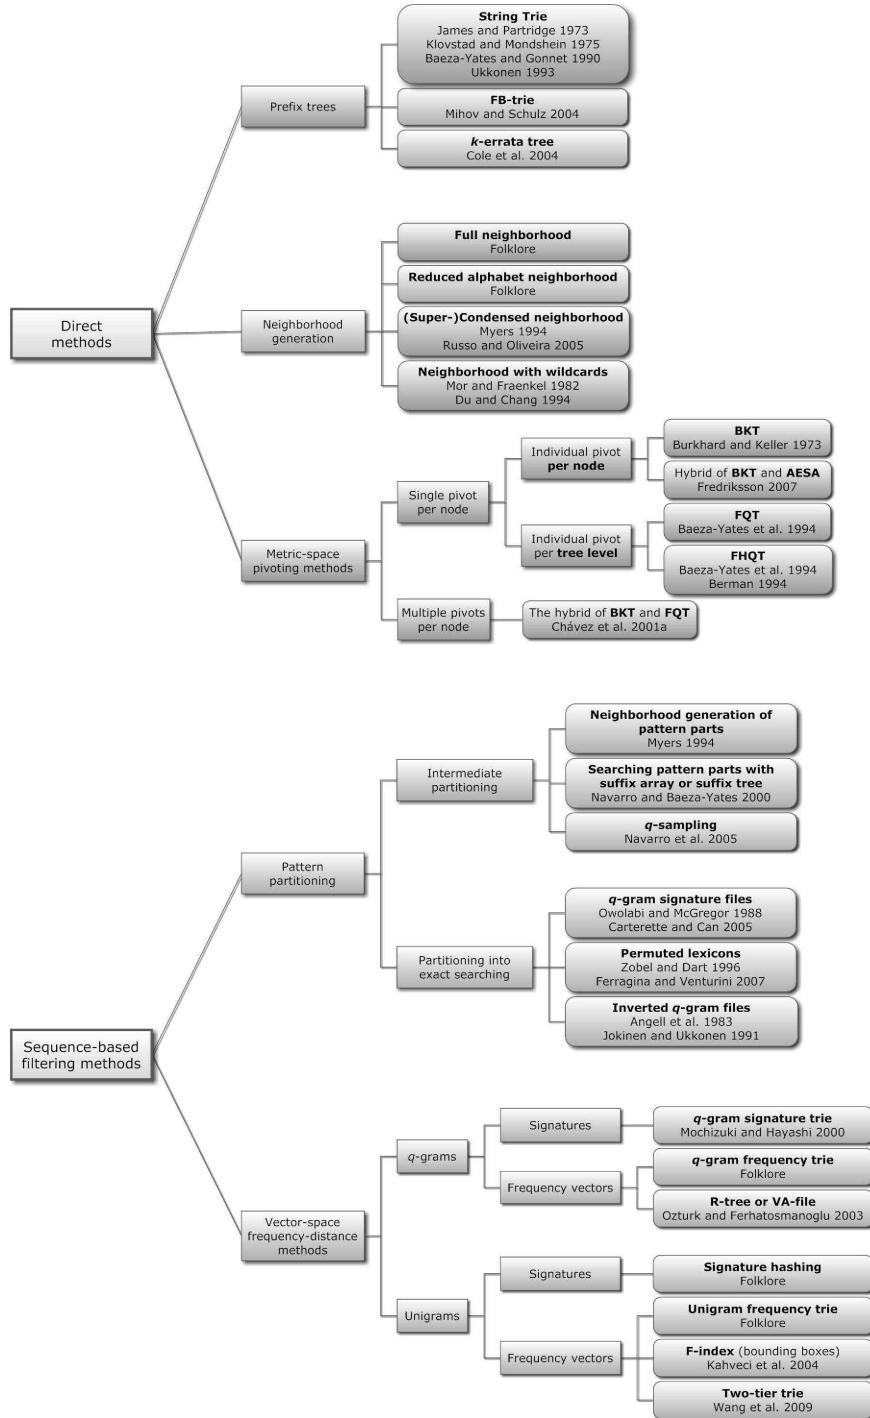 String Trie
James and Partridge 1973
Klovstad and Mondshein 1975
Baeza-Yates and Gonnet 1990
Ukkonen 1993
Prefix trees
FB-trie
Mihov and Schulz 2004
k-errata tree
Cole et al. 2004
Full neighborhood
Folklore
Reduced alphabet neighborhood
Folklore
Direct
methods
Neighborhood
generation
(Super-)Condensed neighborhood
Myers 1994
Russo and Oliveira 2005
Neighborhood with wildcards
Mor and Fraenkel 1982
Du and Chang 1994
BKT
Burkhard and Keller 1973
Individual pivot
per node
Hybrid of BKT and AESA
Fredriksson 2007
Single pivot
per node
FQT
Baeza-Yates et al. 1994
Individual pivot
per tree level
FHQT
Baeza-Yates et al. 1994
Berman 1994
Metric-space
pivoting methods
Multiple pivots
per node
The hybrid of BKT and FQT
Chávez et al. 2001a
Neighborhood generation of
pattern parts
Myers 1994
Intermediate
partitioning
Searching pattern parts with
suffix array or suffix tree
Navarro and Baeza-Yates 2000
q-sampling
Navarro et al. 2005
Pattern
partitioning
q-gram signature files
Owolabi and McGregor 1988
Carterette and Can 2005
Partitioning into
exact searching
Permuted lexicons
Zobel and Dart 1996
Ferragina and Venturini 2007
Inverted q-gram files
Angell et al. 1983
Jokinen and Ukkonen 1991
Sequence-based
filtering methods
Signatures
q-gram signature trie
Mochizuki and Hayashi 2000
q-grams
q-gram frequency trie
Folklore
Frequency vectors
R-tree or VA-file
Ozturk and Ferhatosmanoglu 2003
Vector-space
frequency-distance
methods
Signatures
Signature hashing
Folklore
Unigrams
Unigram frequency trie
Folklore
Frequency vectors
F-index (bounding boxes)
Kahveci et al. 2004
Two-tier trie
Wang et al. 2009